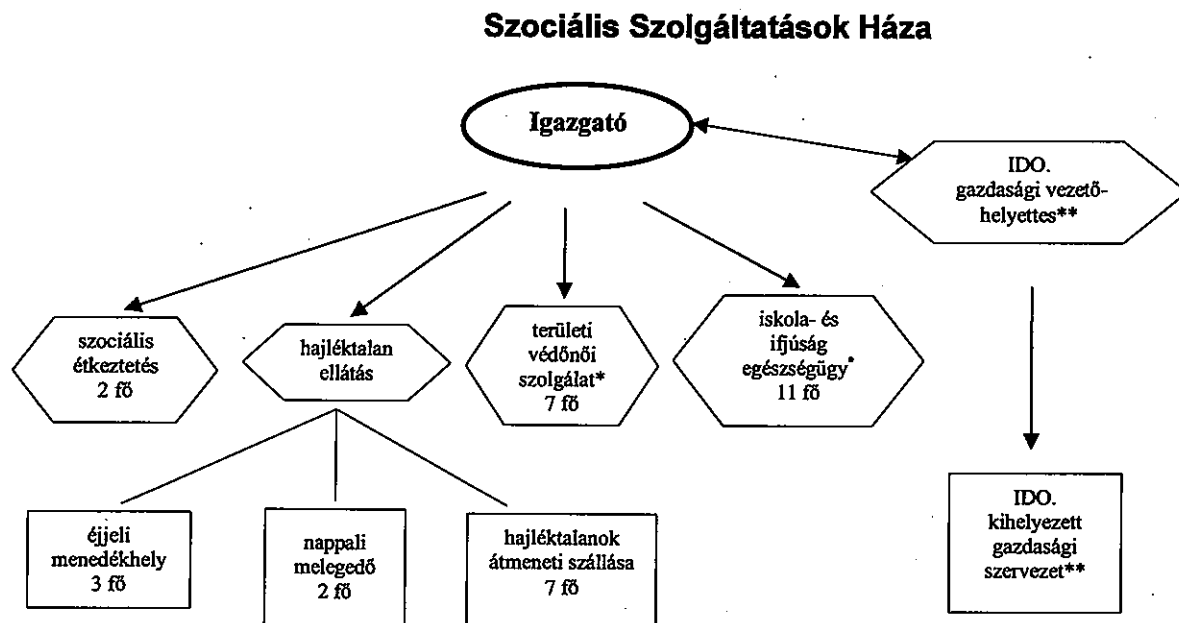 Szociális Szolgáltatások Háza
Igazgató
IDO.
gazdasági vezető-
helyettes**
szociális
étkeztetés
2 fő
hajléktalan
ellátás
területi
védőnői
szolgálat*
7 fő
iskola- és
ifjúság
egészségügy*
11 fő
éjjeli
menedékhely
3 fő
nappali
melegedő
2 fő
hajléktalanok
átmeneti szállása
7 fő
IDO.
kihelyezett
gazdasági
szervezet**